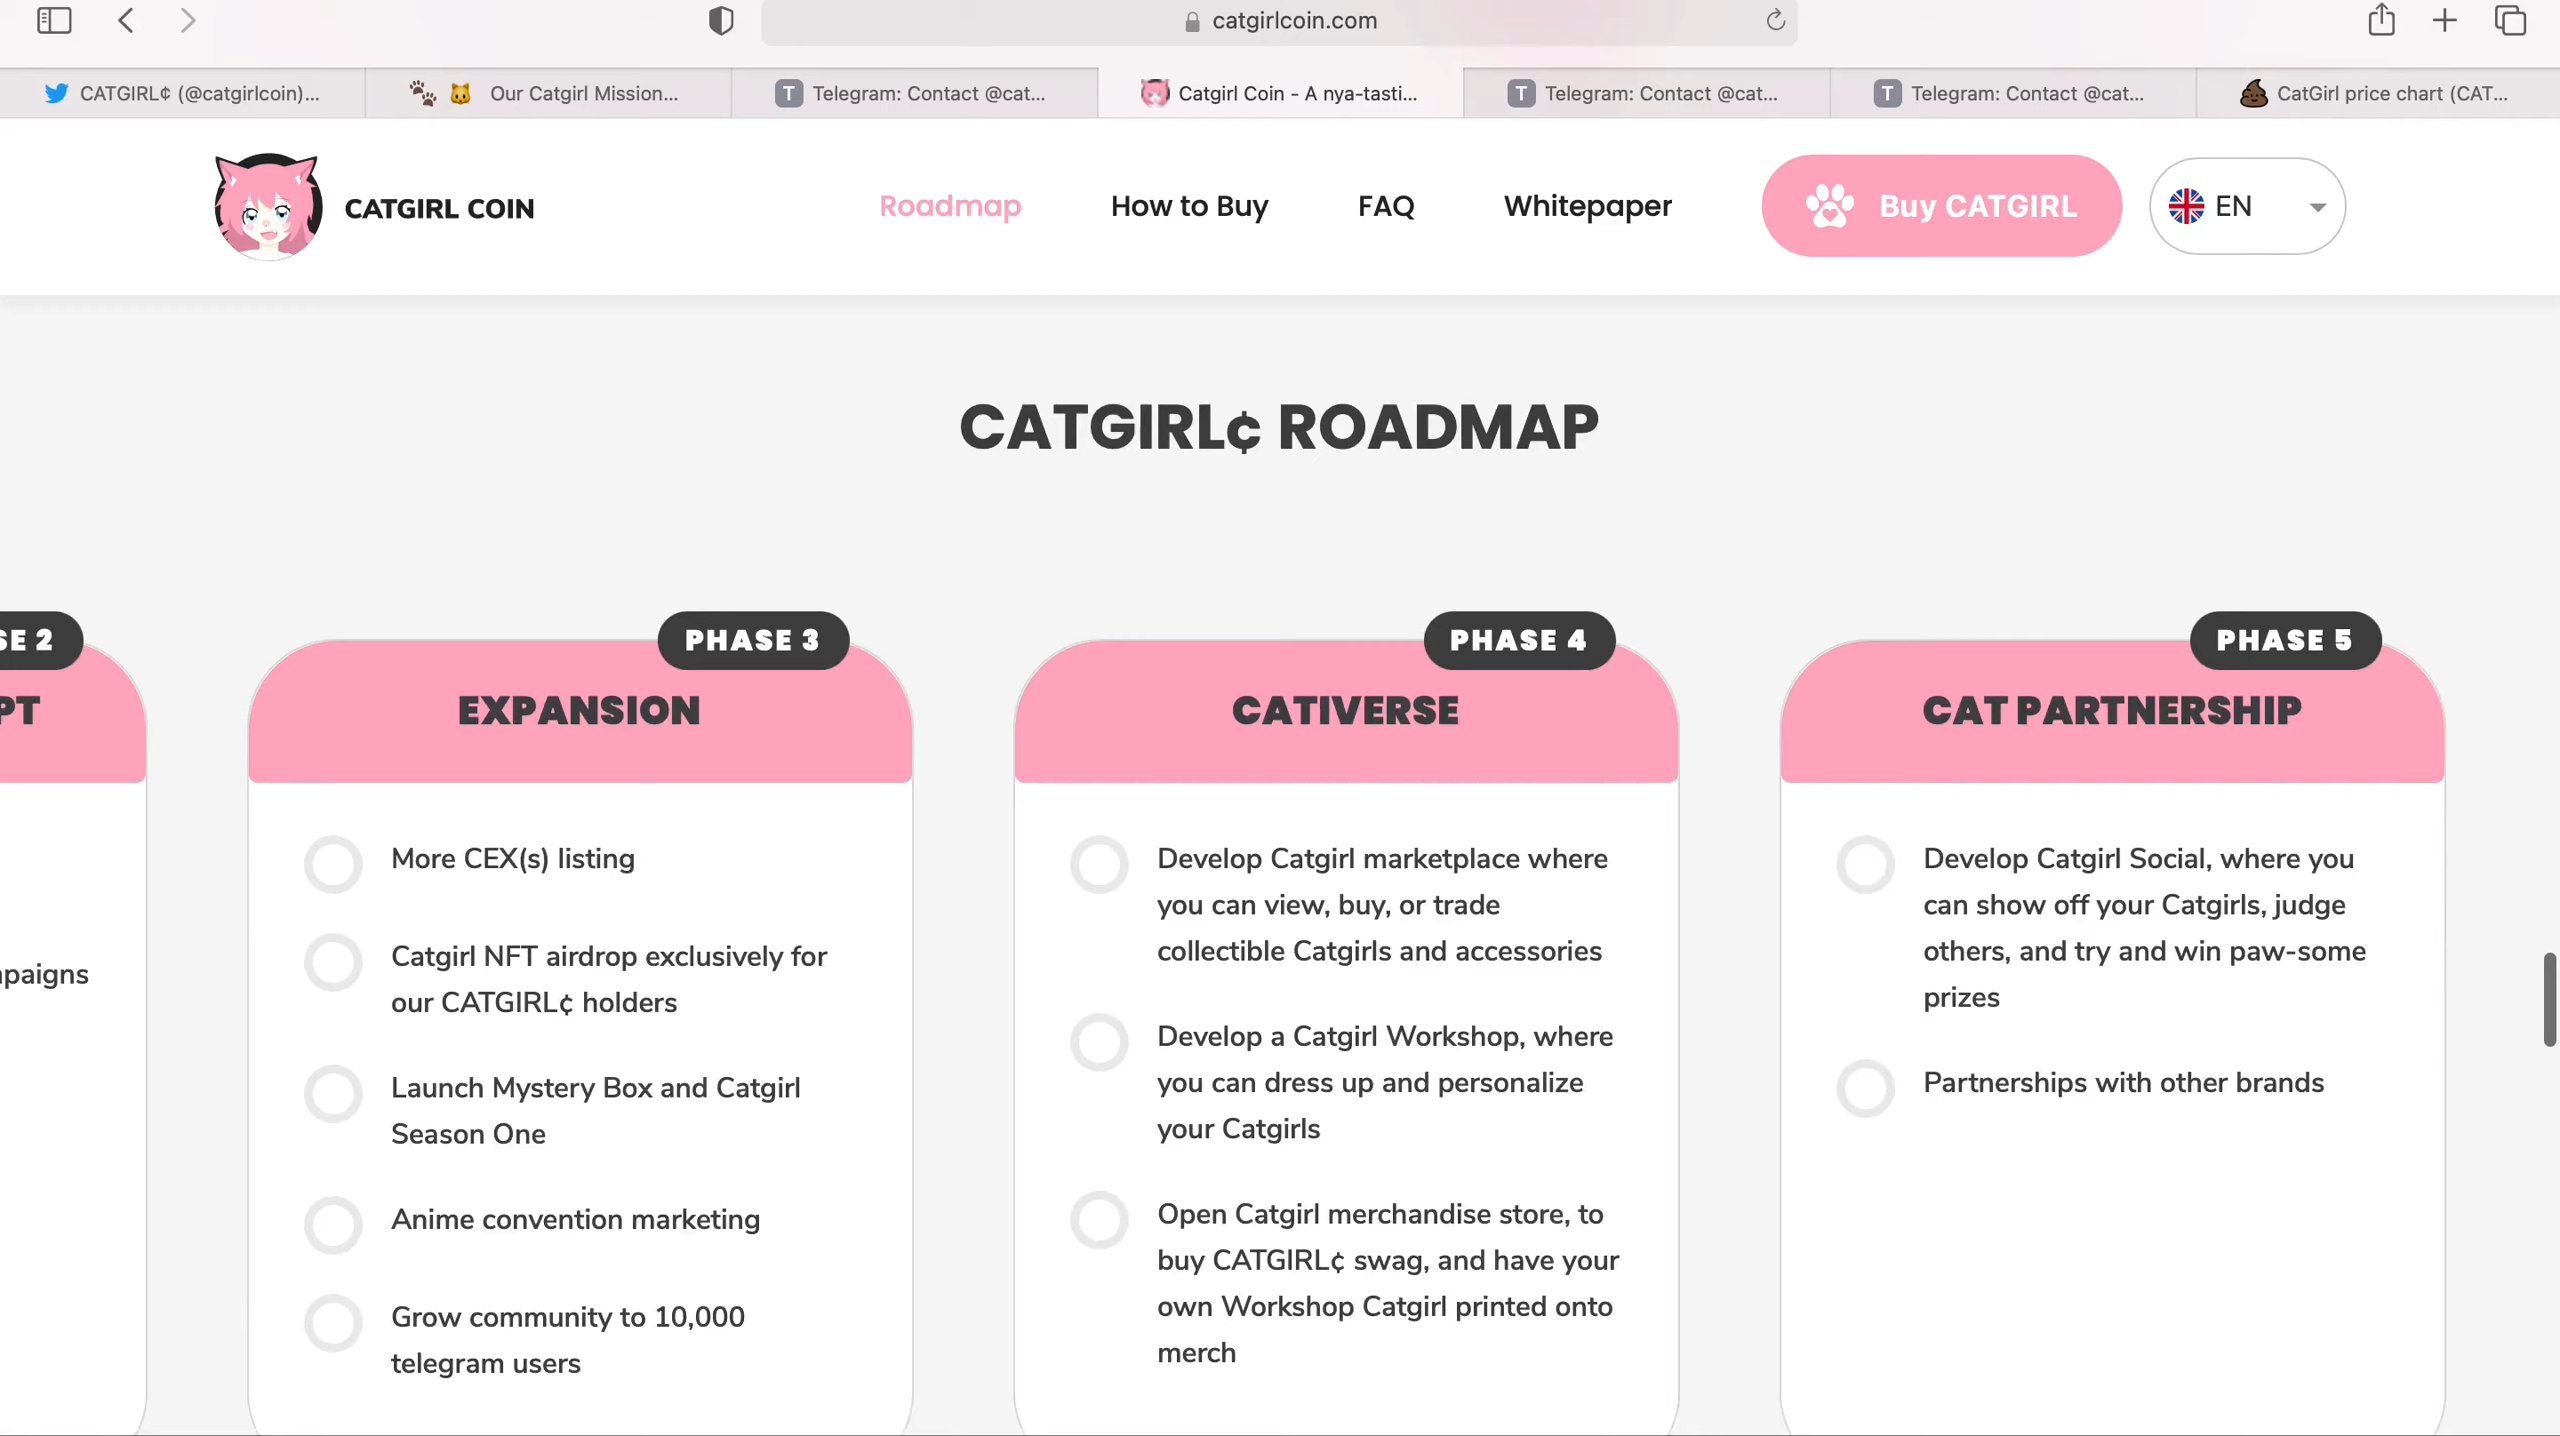 catgirlcoin.com
CATGIRL¢ (@catgirlcoin)...
Our Catgirl Mission...
T Telegram: Contact @cat...
Catgirl Coin - A nya-tasti...
T Telegram: Contact @cat...
T Telegram: Contact @cat...
CatGirl price chart (CAT...
CATGIRL COIN
Roadmap
How to Buy
FAQ
Whitepaper
Buy CATGIRL
EN
CATGIRL¢ ROADMAP
SE 2
PT
paigns
PHASE 3
EXPANSION
More CEX(s) listing
Catgirl NFT airdrop exclusively for
our CATGIRL¢ holders
Launch Mystery Box and Catgirl
Season One
Anime convention marketing
Grow community to 10,000
telegram users
PHASE 4
CATIVERSE
Develop Catgirl marketplace where
you can view, buy, or trade
collectible Catgirls and accessories
Develop a Catgirl Workshop, where
you can dress up and personalize
your Catgirls
Open Catgirl merchandise store, to
buy CATGIRL¢ swag, and have your
own Workshop Catgirl printed onto
merch
PHASE 5
CAT PARTNERSHIP
Develop Catgirl Social, where you
can show off your Catgirls, judge
others, and try and win paw-some
prizes
Partnerships with other brands